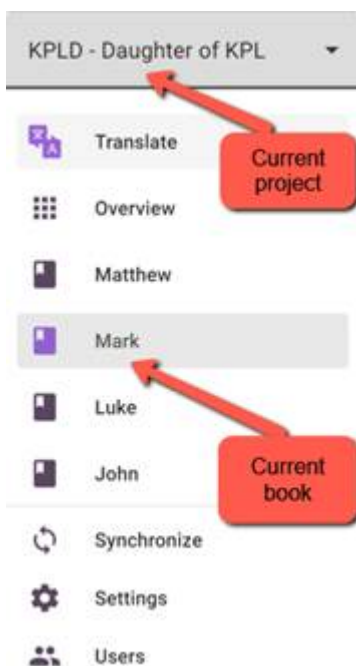 KPLD - Daughter of KPL
Translate
Current
project
Overview
Matthew
Mark
Luke
John
Current
book
Synchronize
Settings
Users